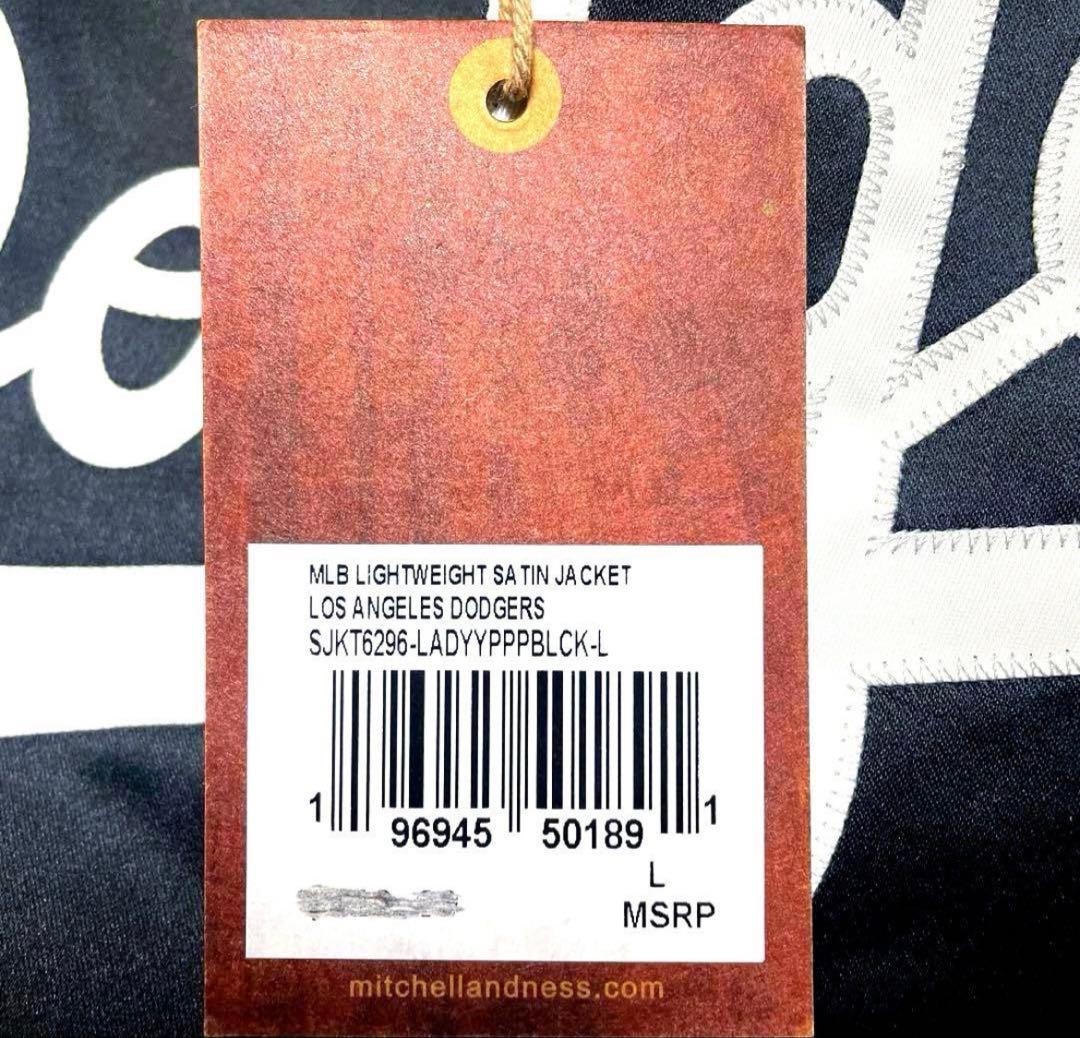 MLB LIGHTWEIGHT SATIN JACKET
LOS ANGELES DODGERS
SJKT6296-LADYYPPPBLCK-L
1 96945 50189 1
L
MSRP
mitchellandness.com